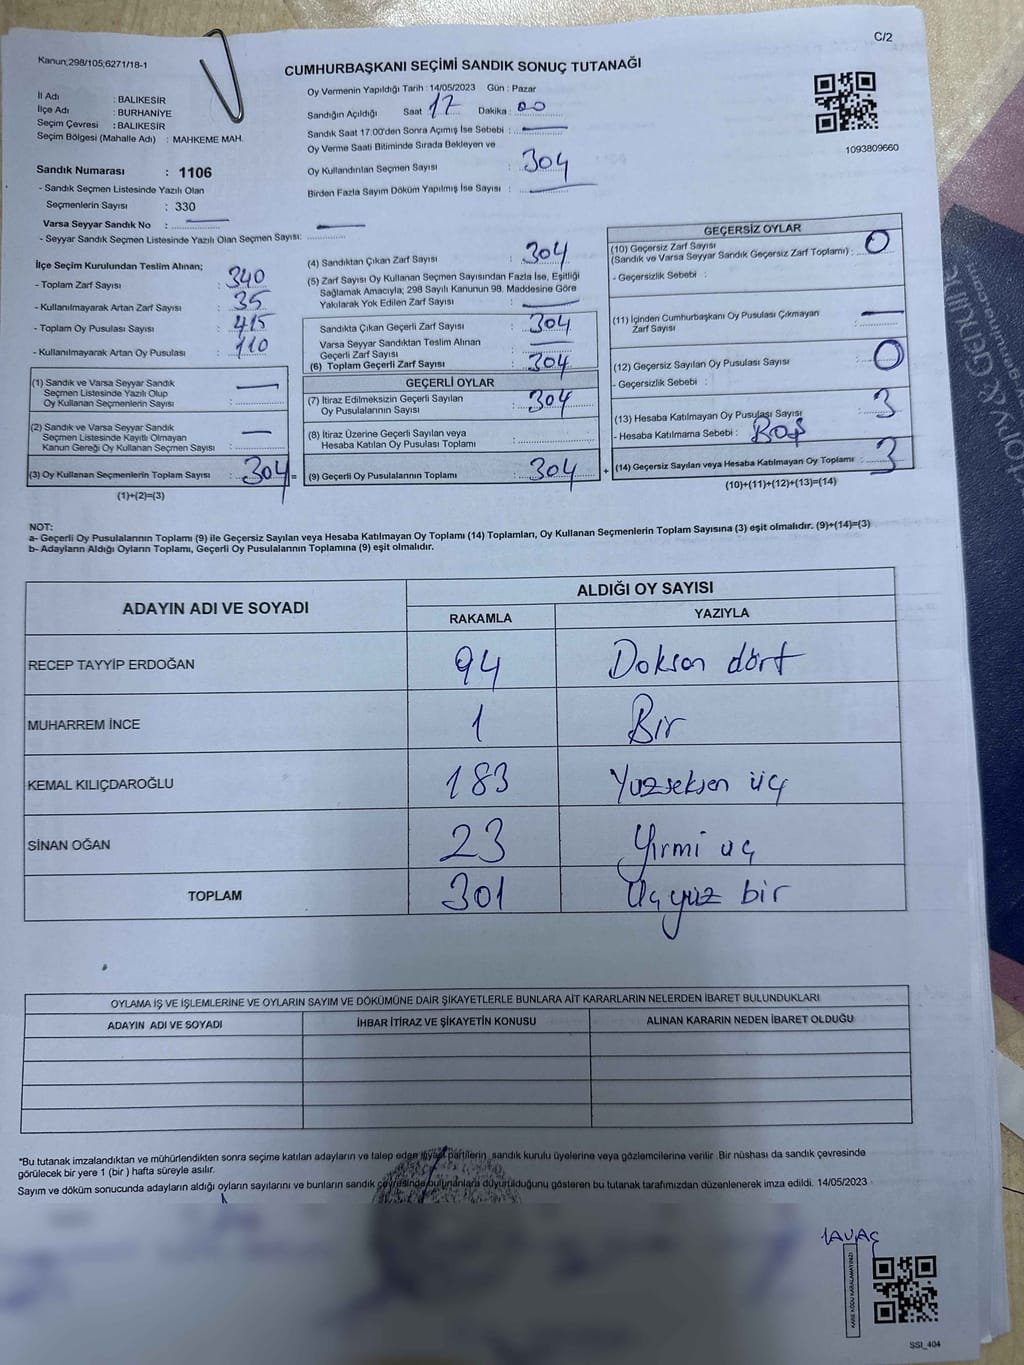 C/2
Kanun;298/105;6271/18-1
CUMHURBAŞKANI SEÇİMİ SANDIK SONUÇ TUTANAĞI
İl Adı : BALIKESİR
İlçe Adı : BURHANİYE
Seçim Çevresi : BALIKESİR
Seçim Bölgesi (Mahalle Adı) : MAHKEME MAH.
Oy Vermenin Yapıldığı Tarih : 14/05/2023 Gün : Pazar
Sandığın Açıldığı Saat 17 Dakika : 00
Sandık Saat 17:00'den Sonra Açımış İse Sebebi :
Oy Verme Saati Bitiminde Sırada Bekleyen ve
Oy Kullandırılan Seçmen Sayısı : 304
Birden Fazla Sayım Döküm Yapılmış İse Sayısı :
1093809660
Sandık Numarası : 1106
- Sandık Seçmen Listesinde Yazılı Olan
Seçmenlerin Sayısı : 330
Varsa Seyyar Sandık No :
- Seyyar Sandık Seçmen Listesinde Yazılı Olan Seçmen Sayısı:
İlçe Seçim Kurulundan Teslim Alınan;
- Toplam Zarf Sayısı : 340
- Kullanılmayarak Artan Zarf Sayısı : 35
- Toplam Oy Pusulası Sayısı : 415
- Kullanılmayarak Artan Oy Pusulası : 110
(1) Sandık ve Varsa Seyyar Sandık
Seçmen Listesinde Yazılı Olup
Oy Kullanan Seçmenlerin Sayısı :
(2) Sandık ve Varsa Seyyar Sandık
Seçmen Listesinde Kayıtlı Olmayan
Kanun Gereği Oy Kullanan Seçmen Sayısı :
(3) Oy Kullanan Seçmenlerin Toplam Sayısı : 304 =
(1)+(2)=(3)
(4) Sandıktan Çıkan Zarf Sayısı : 304
(5) Zarf Sayısı Oy Kullanan Seçmen Sayısından Fazla İse, Eşitliği
Sağlamak Amacıyla; 298 Sayılı Kanunun 98. Maddesine Göre
Yakılarak Yok Edilen Zarf Sayısı :
Sandıkta Çıkan Geçerli Zarf Sayısı : 304
Varsa Seyyar Sandıktan Teslim Alınan
Geçerli Zarf Sayısı :
(6) Toplam Geçerli Zarf Sayısı : 304
GEÇERLİ OYLAR
(7) İtiraz Edilmeksizin Geçerli Sayılan
Oy Pusulalarının Sayısı : 304
(8) İtiraz Üzerine Geçerli Sayılan veya
Hesaba Katılan Oy Pusulası Toplamı :
(9) Geçerli Oy Pusulalarının Toplamı : 304 +
GEÇERSİZ OYLAR
(10) Geçersiz Zarf Sayısı
(Sandık ve Varsa Seyyar Sandık Geçersiz Zarf Toplamı) : 0
- Geçersizlik Sebebi :
(11) İçinden Cumhurbaşkanı Oy Pusulası Çıkmayan
Zarf Sayısı :
(12) Geçersiz Sayılan Oy Pusulası Sayısı : 0
- Geçersizlik Sebebi :
(13) Hesaba Katılmayan Oy Pusulası Sayısı : 3
- Hesaba Katılmama Sebebi : Boş
(14) Geçersiz Sayılan veya Hesaba Katılmayan Oy Toplamı : 3
(10)+(11)+(12)+(13)=(14)
NOT:
a- Geçerli Oy Pusulalarının Toplamı (9) ile Geçersiz Sayılan veya Hesaba Katılmayan Oy Toplamı (14) Toplamları, Oy Kullanan Seçmenlerin Toplam Sayısına (3) eşit olmalıdır. (9)+(14)=(3)
b- Adayların Aldığı Oyların Toplamı, Geçerli Oy Pusulalarının Toplamına (9) eşit olmalıdır.
ADAYIN ADI VE SOYADI
ALDIĞI OY SAYISI
RAKAMLA YAZIYLA
RECEP TAYYİP ERDOĞAN 94 Doksan dört
MUHARREM İNCE 1 Bir
KEMAL KILIÇDAROĞLU 183 Yüzseksen üç
SİNAN OĞAN 23 Yirmi uç
TOPLAM 301 Üçyüz bir
OYLAMA İŞ VE İŞLEMLERİNE VE OYLARIN SAYIM VE DÖKÜMÜNE DAİR ŞİKAYETLERLE BUNLARA AİT KARARLARIN NELERDEN İBARET BULUNDUKLARI
ADAYIN ADI VE SOYADI İHBAR İTİRAZ VE ŞİKAYETİN KONUSU ALINAN KARARIN NEDEN İBARET OLDUĞU
*Bu tutanak imzalandıktan ve mühürlendikten sonra seçime katılan adayların ve talep eden siyasi partilerin sandık kurulu üyelerine veya gözlemcilerine verilir .Bir nüshası da sandık çevresinde
görülecek bir yere 1 (bir ) hafta süreyle asılır.
Sayım ve döküm sonucunda adayların aldığı oyların sayılarını ve bunların sandık çevresinde bulunanlara duyurulduğunu gösteren bu tutanak tarafımızdan düzenlenerek imza edildi. 14/05/2023
KARE KODU KARALAMAYINIZ!
SSI_404